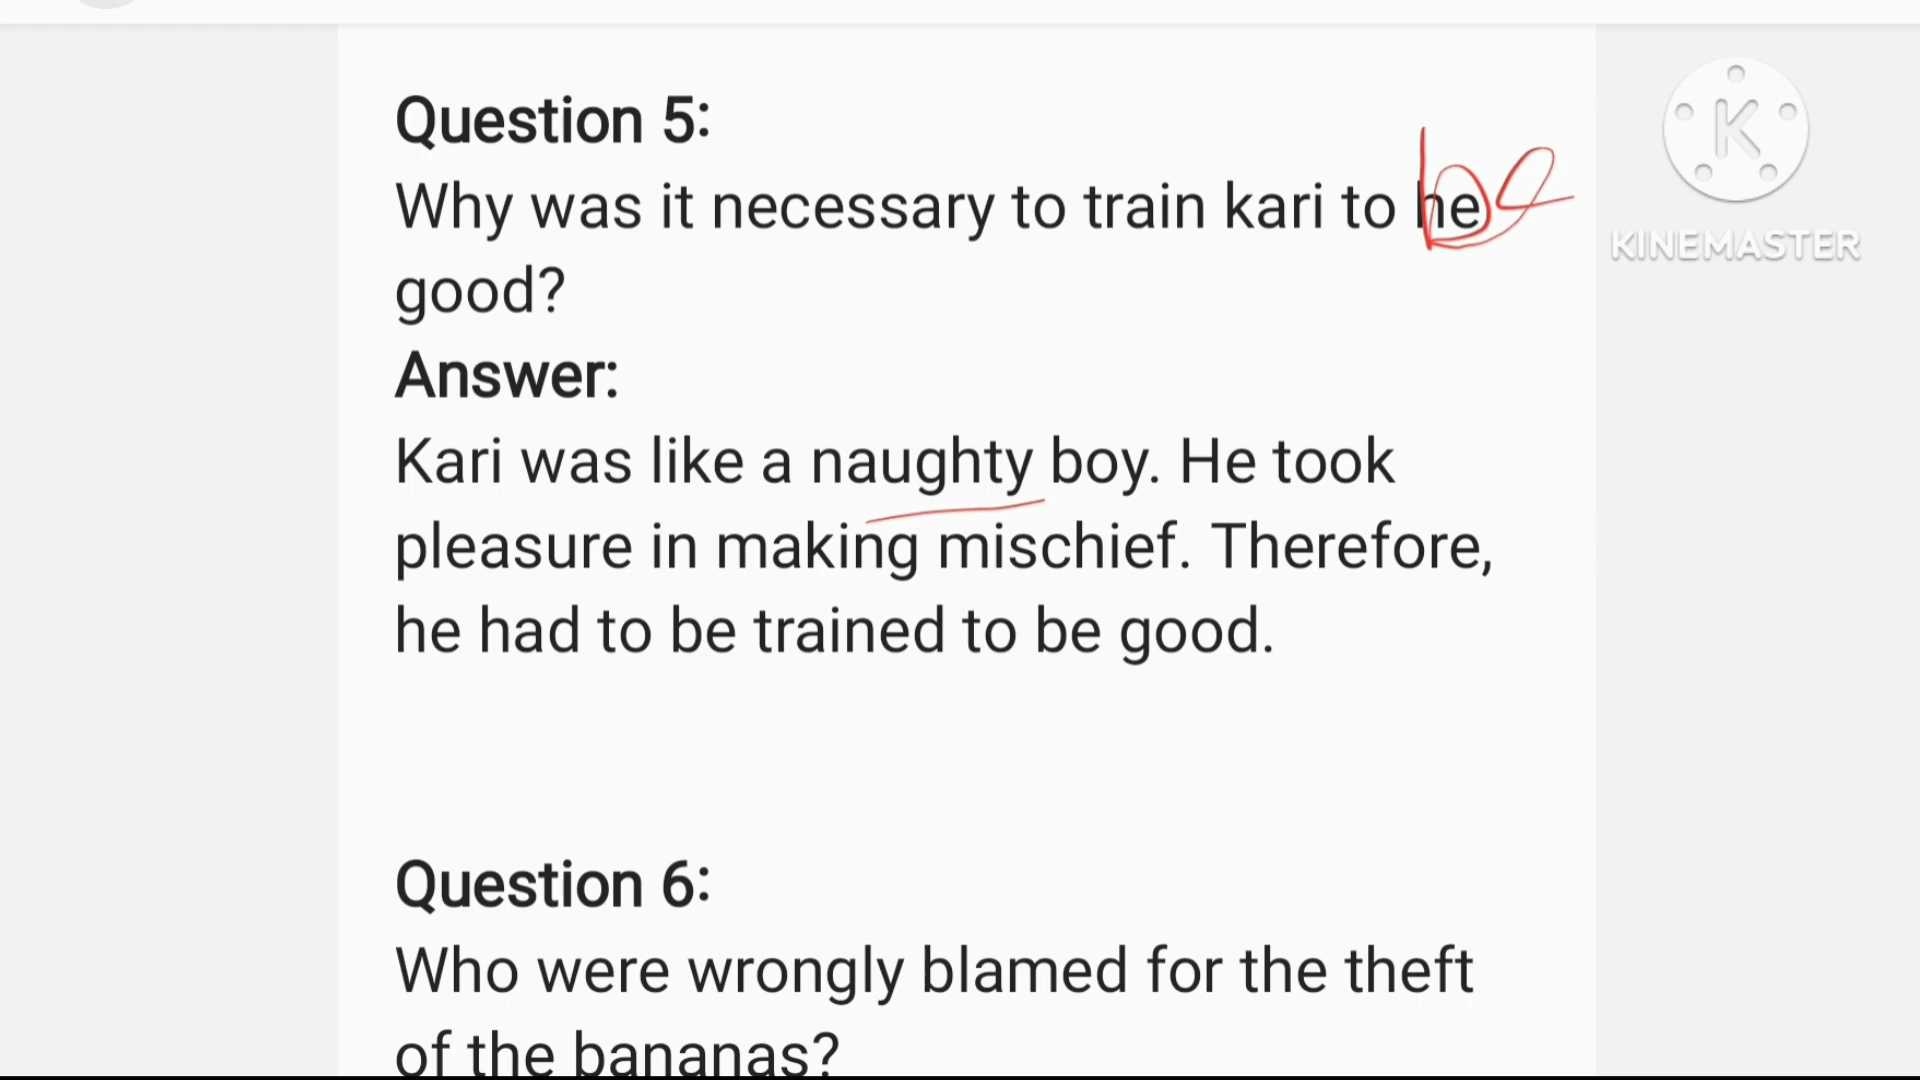 Question 5:
Why was it necessary to train kari to he be
good?
Answer:
Kari was like a naughty boy. He took
pleasure in making mischief. Therefore,
he had to be trained to be good.
Question 6:
Who were wrongly blamed for the theft
of the bananas?
K
KINEMASTER